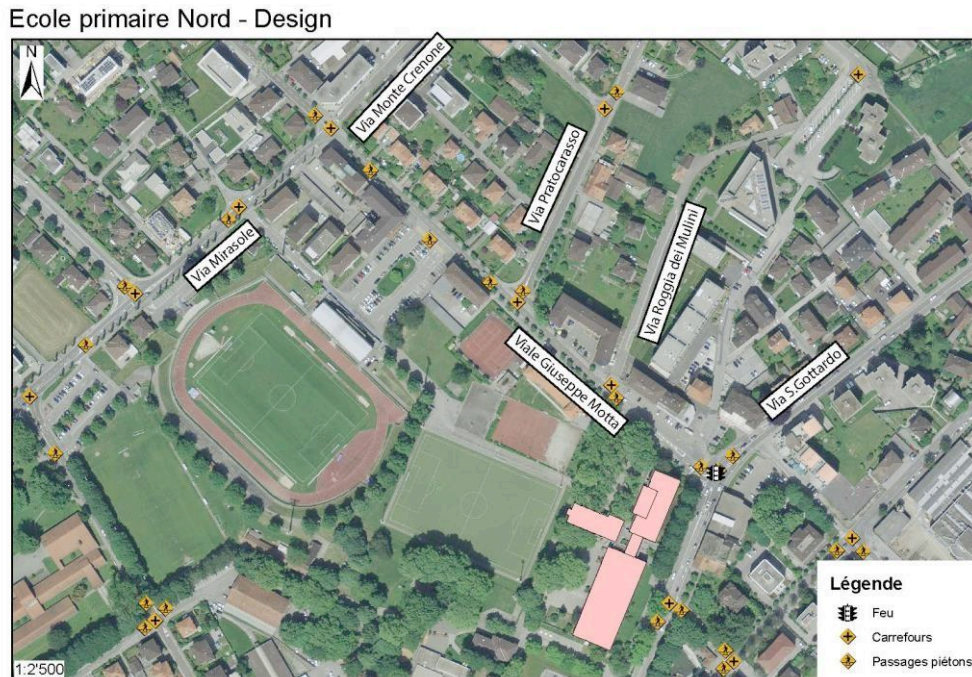 Ecole primaire Nord - Design
N
Via Monte Crenone
Via Pratocarasso
Via Mirasole
Via Roggia dei Mulini
Viale Giuseppe Motta
Via S.Gottardo
Légende
Feu
Carrefours
Passages piétons
1:2'500